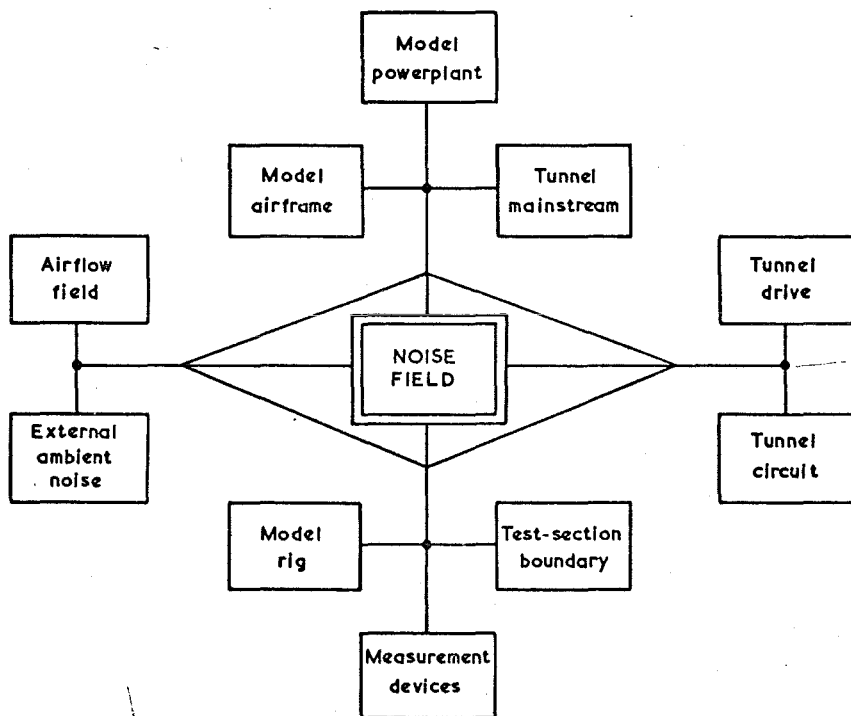 Model
powerplant
Model
airframe
Tunnel
mainstream
Airflow
field
Tunnel
drive
NOISE
FIELD
External
ambient
noise
Tunnel
circuit
Model
rig
Test-section
boundary
Measurement
devices